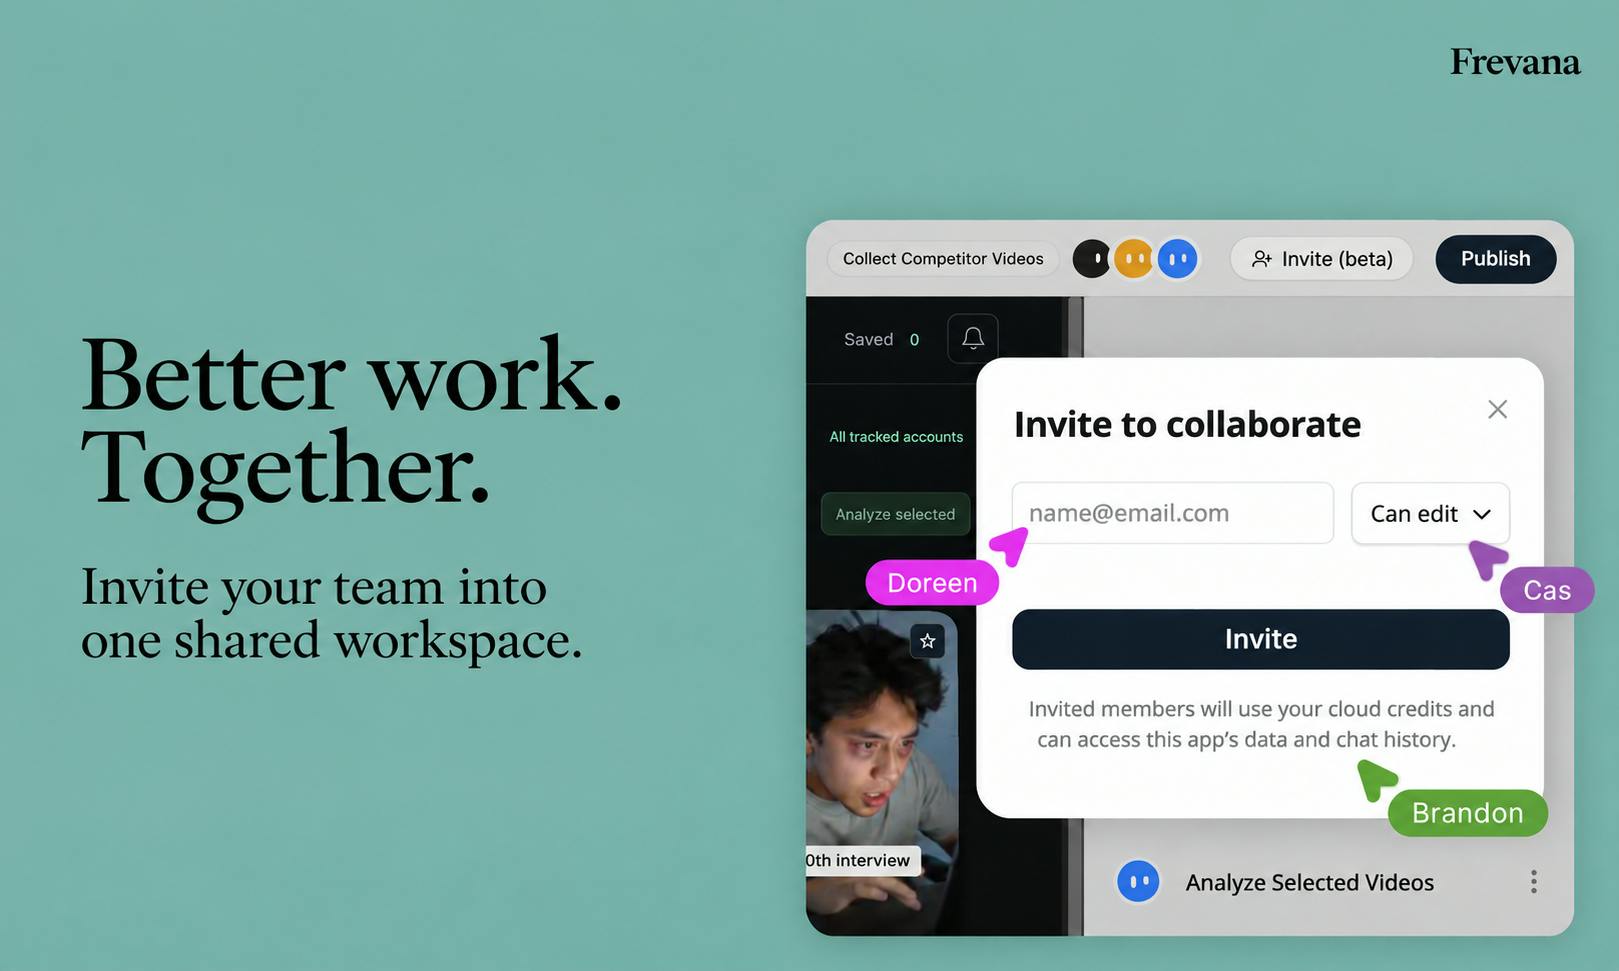 Frevana
Better work.
Together.
Invite your team into
one shared workspace.
Collect Competitor Videos
Invite (beta)
Publish
Saved 0
All tracked accounts
Analyze selected
Invite to collaborate
name@email.com
Can edit
Doreen
Cas
Invite
Invited members will use your cloud credits and
can access this app’s data and chat history.
Brandon
0th interview
Analyze Selected Videos